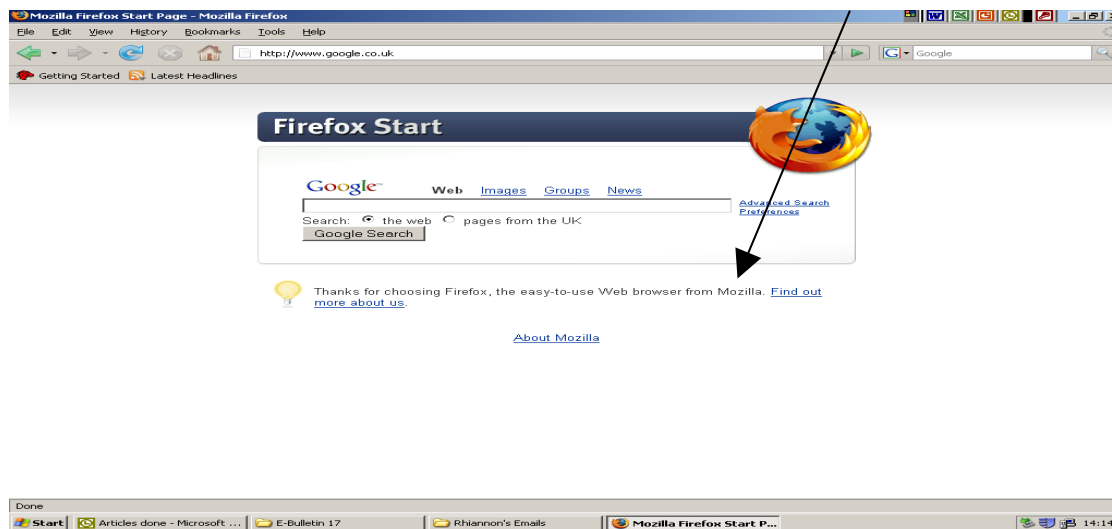 Mozilla Firefox Start Page - Mozilla Firefox
File Edit View History Bookmarks Tools Help
http://www.google.co.uk
G Google
Getting Started Latest Headlines
Firefox Start
Google™ Web Images Groups News
Advanced Search
Preferences
Search: the web pages from the UK
Google Search
Thanks for choosing Firefox, the easy-to-use Web browser from Mozilla. Find out
more about us.
About Mozilla
Done
Start Articles done - Microsoft ... E-Bulletin 17 Rhiannon's Emails Mozilla Firefox Start P... 14:14